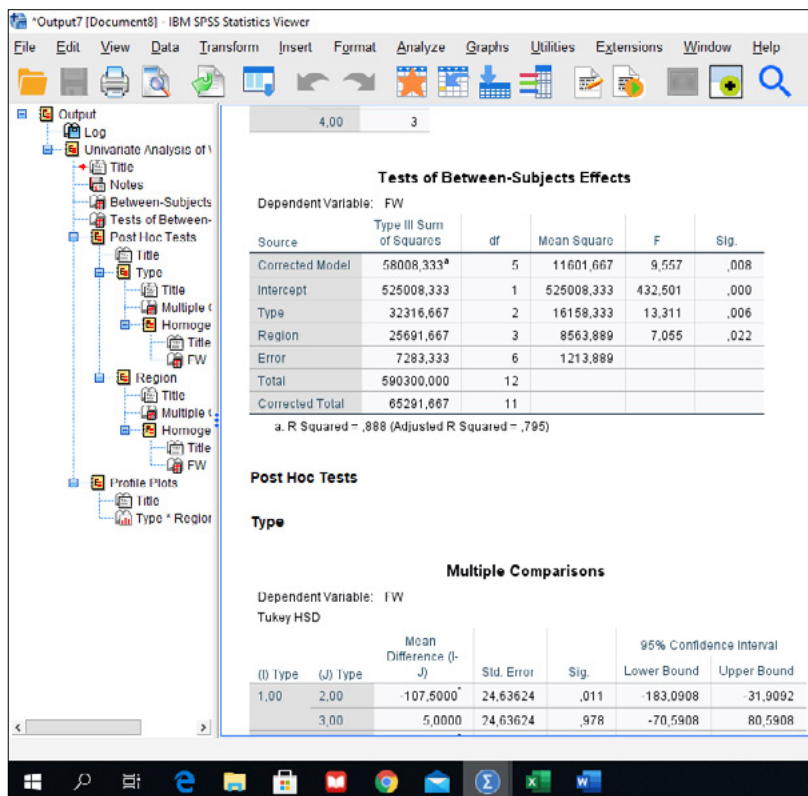 *Output7 [Document8] - IBM SPSS Statistics Viewer
File Edit View Data Transform Insert Format Analyze Graphs Utilities Extensions Window Help
Output
Log
Univariate Analysis of V
Title
Notes
Between-Subjects
Tests of Between-
Post Hoc Tests
Title
Type
Title
Multiple C
Homoge
Title
FW
Region
Title
Multiple C
Homoge
Title
FW
Profile Plots
Title
Type * Region
4,00 3
Tests of Between-Subjects Effects
Dependent Variable: FW
Source Type III Sum of Squares df Mean Square F Sig.
Corrected Model 58008,333a 5 11601,667 9,557 ,008
Intercept 525008,333 1 525008,333 432,501 ,000
Type 32316,667 2 16158,333 13,311 ,006
Region 25691,667 3 8563,889 7,055 ,022
Error 7283,333 6 1213,889
Total 590300,000 12
Corrected Total 65291,667 11
a. R Squared = ,888 (Adjusted R Squared = ,795)
Post Hoc Tests
Type
Multiple Comparisons
Dependent Variable: FW
Tukey HSD
(I) Type (J) Type Mean Difference (I-J) Std. Error Sig. 95% Confidence Interval
Lower Bound Upper Bound
1,00 2,00 -107,5000* 24,63624 ,011 -183,0908 -31,9092
3,00 5,0000 24,63624 ,978 -70,5908 80,5908